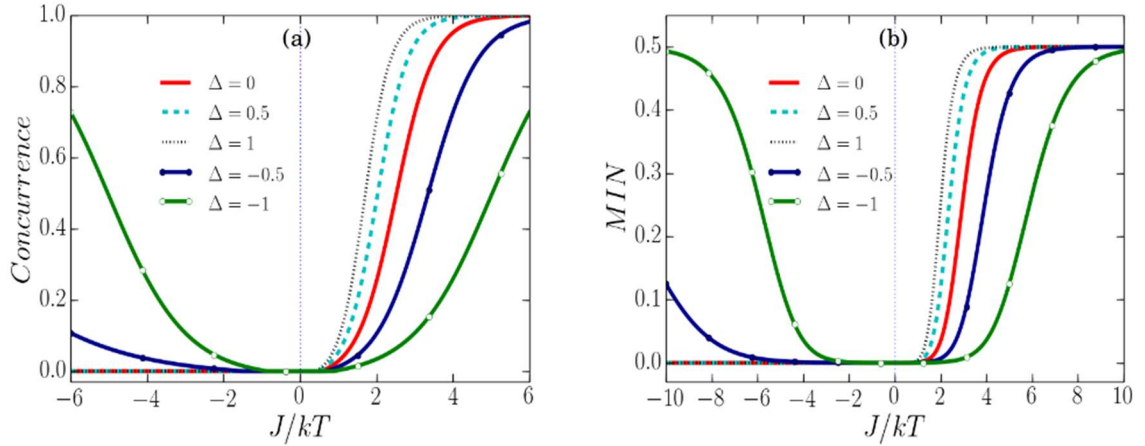 (a)
1.0
0.8
0.6
0.4
0.2
0.0
Concurrence
Δ = 0
Δ = 0.5
Δ = 1
Δ = −0.5
Δ = −1
−6 −4 −2 0 2 4 6
J/kT
(b)
0.5
0.4
0.3
0.2
0.1
0.0
MIN
Δ = 0
Δ = 0.5
Δ = 1
Δ = −0.5
Δ = −1
−10 −8 −6 −4 −2 0 2 4 6 8 10
J/kT